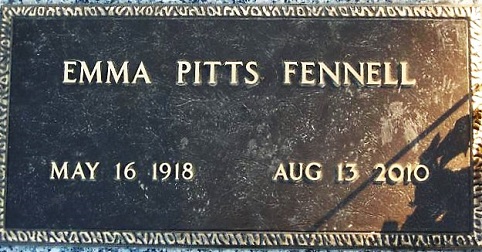 EMMA PITTS FENNELL
MAY 16 1918 AUG 13 2010